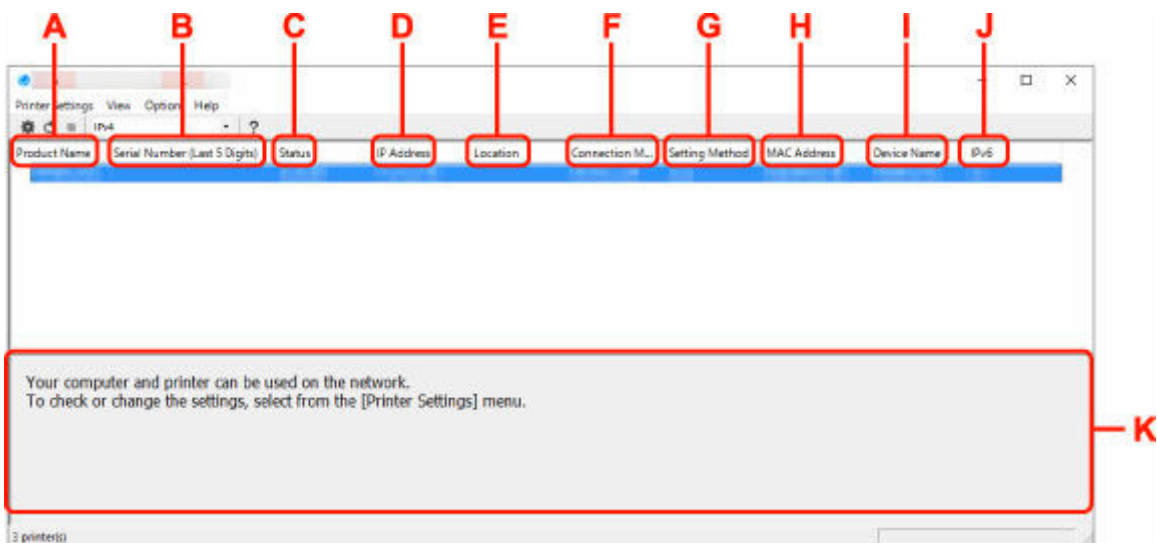 A B C D E F G H I J
Printer Settings View Option Help
IPv4 ?
Product Name Serial Number (Last 5 Digits) Status IP Address Location Connection M... Setting Method MAC Address Device Name IPv6
Your computer and printer can be used on the network.
To check or change the settings, select from the [Printer Settings] menu.
K
3 printer(s)